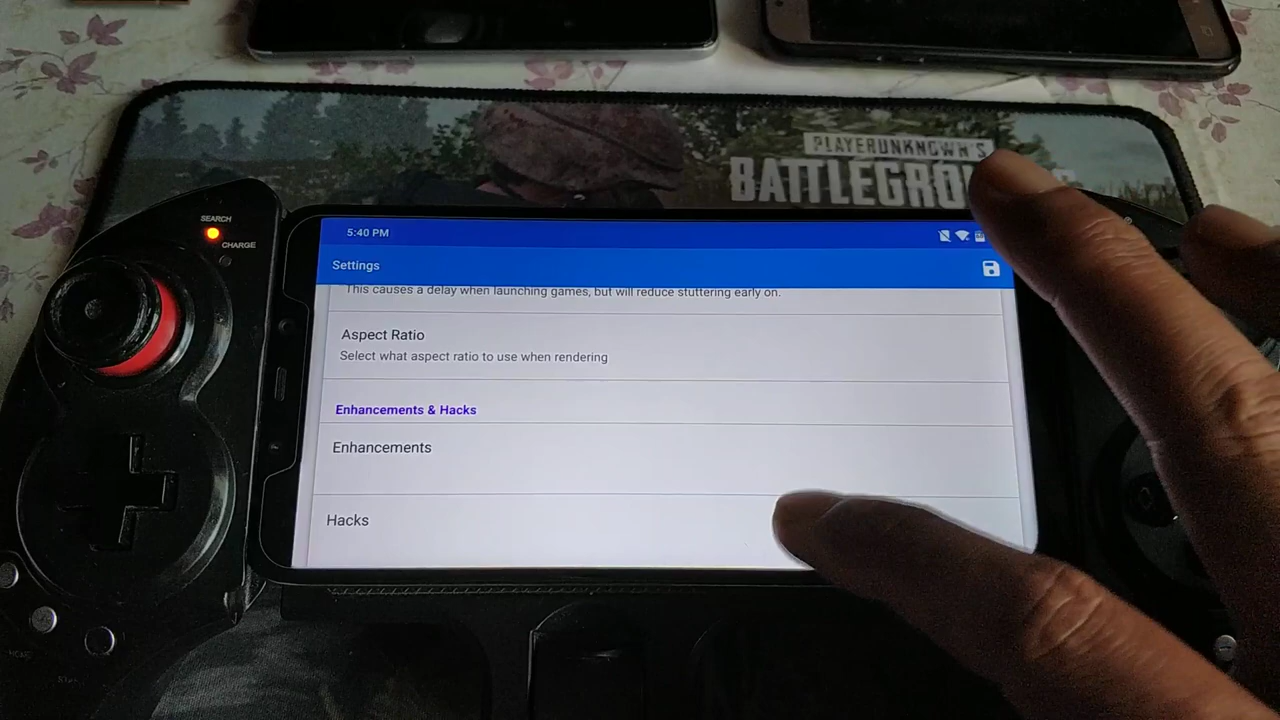 PLAYERUNKNOWN'S
BATTLEGROU
SEARCH
CHARGE
5:40 PM
Settings
This causes a delay when launching games, but will reduce stuttering early on.
Aspect Ratio
Select what aspect ratio to use when rendering
Enhancements & Hacks
Enhancements
Hacks